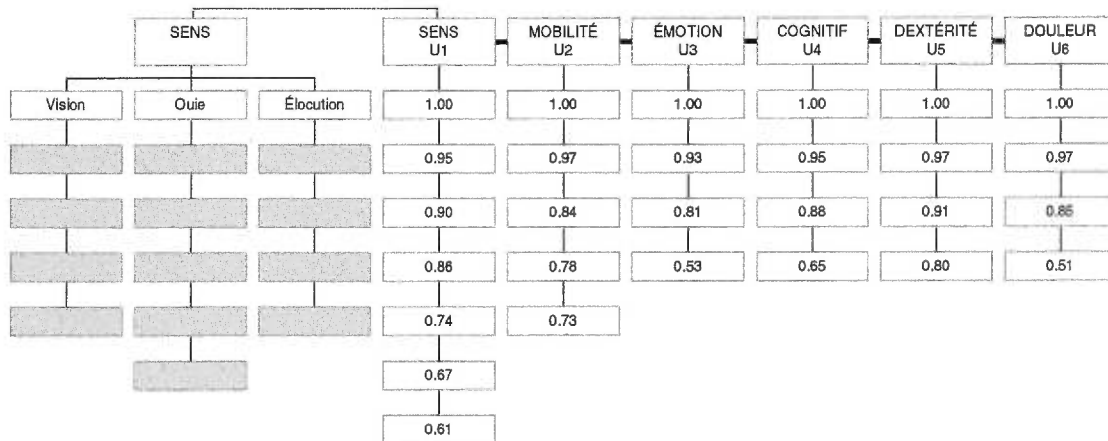 SENS
SENS
U1
MOBILITÉ
U2
ÉMOTION
U3
COGNITIF
U4
DEXTÉRITÉ
U5
DOULEUR
U6
Vision
Ouie
Élocution
1.00
1.00
1.00
1.00
1.00
1.00
0.95
0.97
0.93
0.95
0.97
0.97
0.90
0.84
0.81
0.88
0.91
0.85
0.86
0.78
0.53
0.65
0.80
0.51
0.74
0.73
0.67
0.61